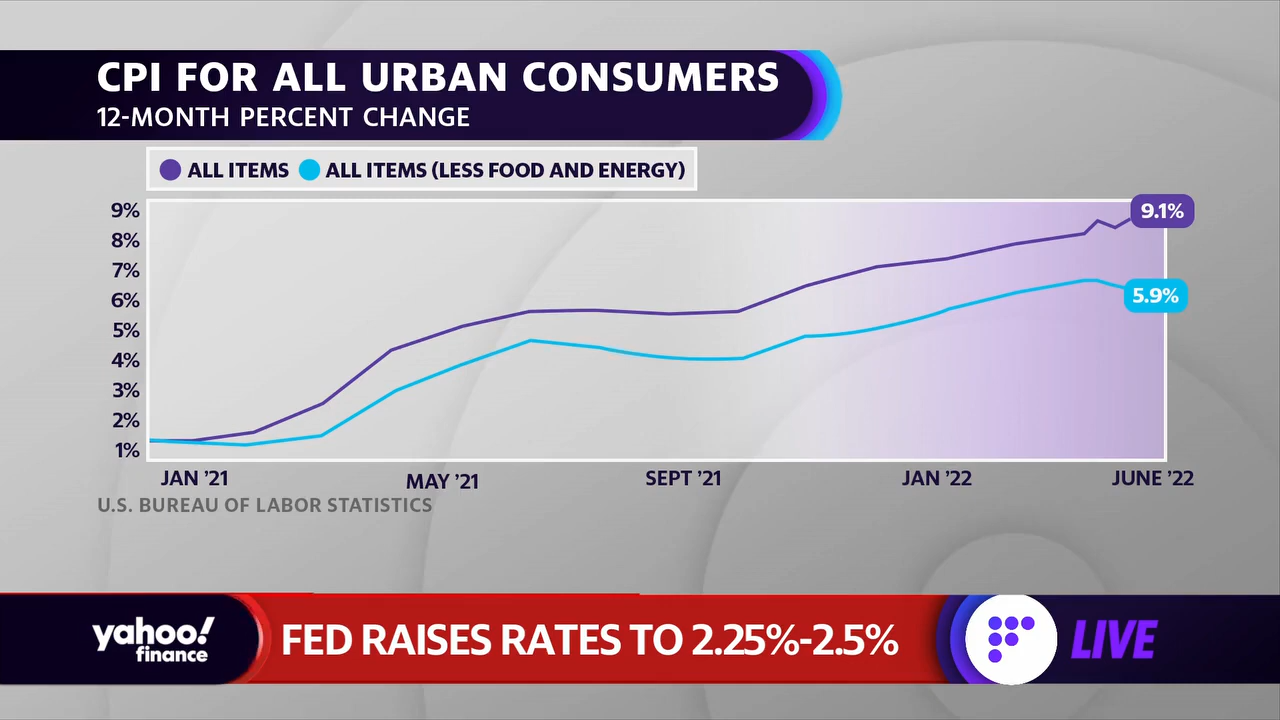 CPI FOR ALL URBAN CONSUMERS
12-MONTH PERCENT CHANGE
ALL ITEMS ALL ITEMS (LESS FOOD AND ENERGY)
9%
8%
7%
6%
5%
4%
3%
2%
1%
9.1%
5.9%
JAN '21 MAY '21 SEPT '21 JAN '22 JUNE '22
U.S. BUREAU OF LABOR STATISTICS
yahoo!
finance
FED RAISES RATES TO 2.25%-2.5%
LIVE